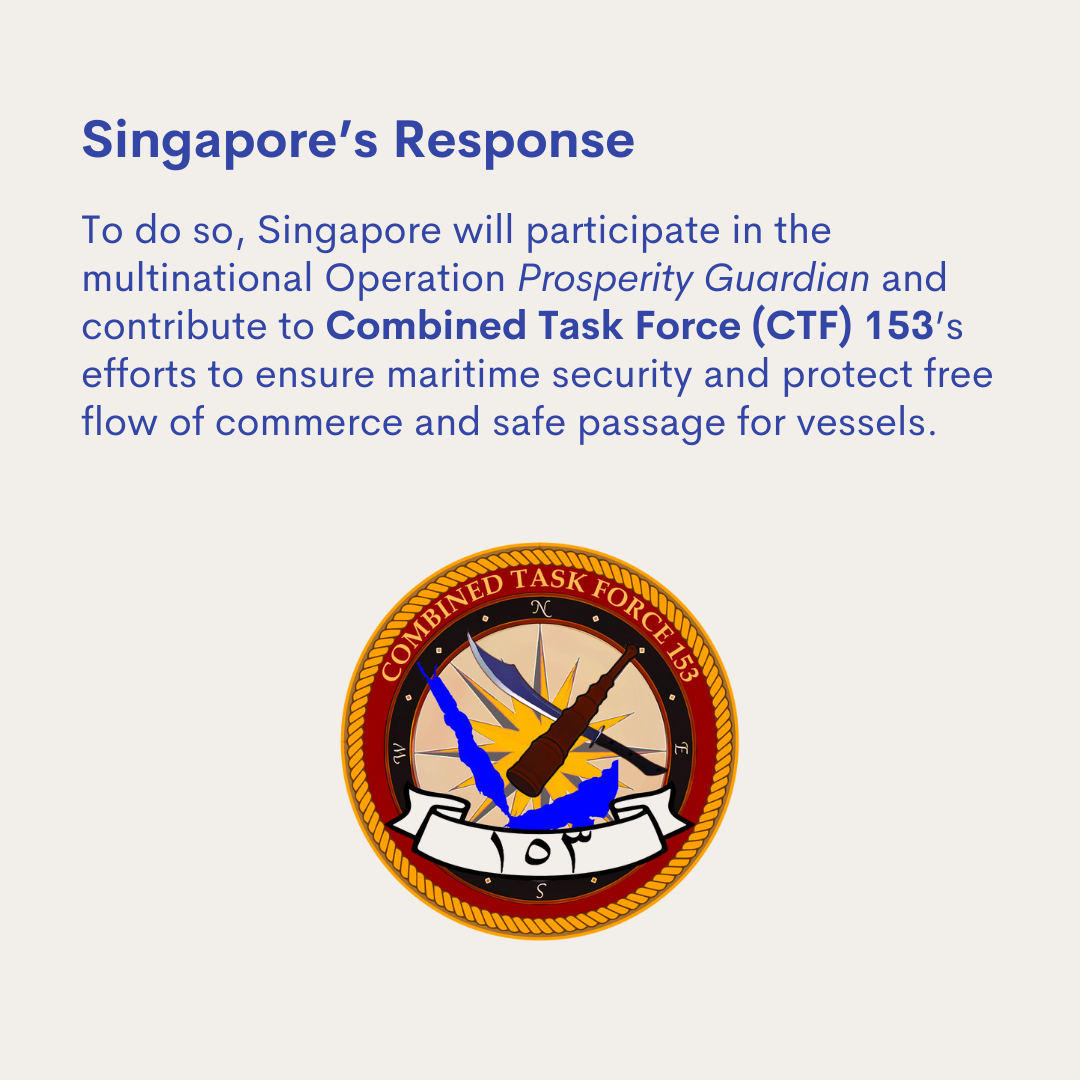 Singapore’s Response
To do so, Singapore will participate in the
multinational Operation Prosperity Guardian and
contribute to Combined Task Force (CTF) 153’s
efforts to ensure maritime security and protect free
flow of commerce and safe passage for vessels.
COMBINED TASK FORCE 153
N
W
E
١٥٣
S